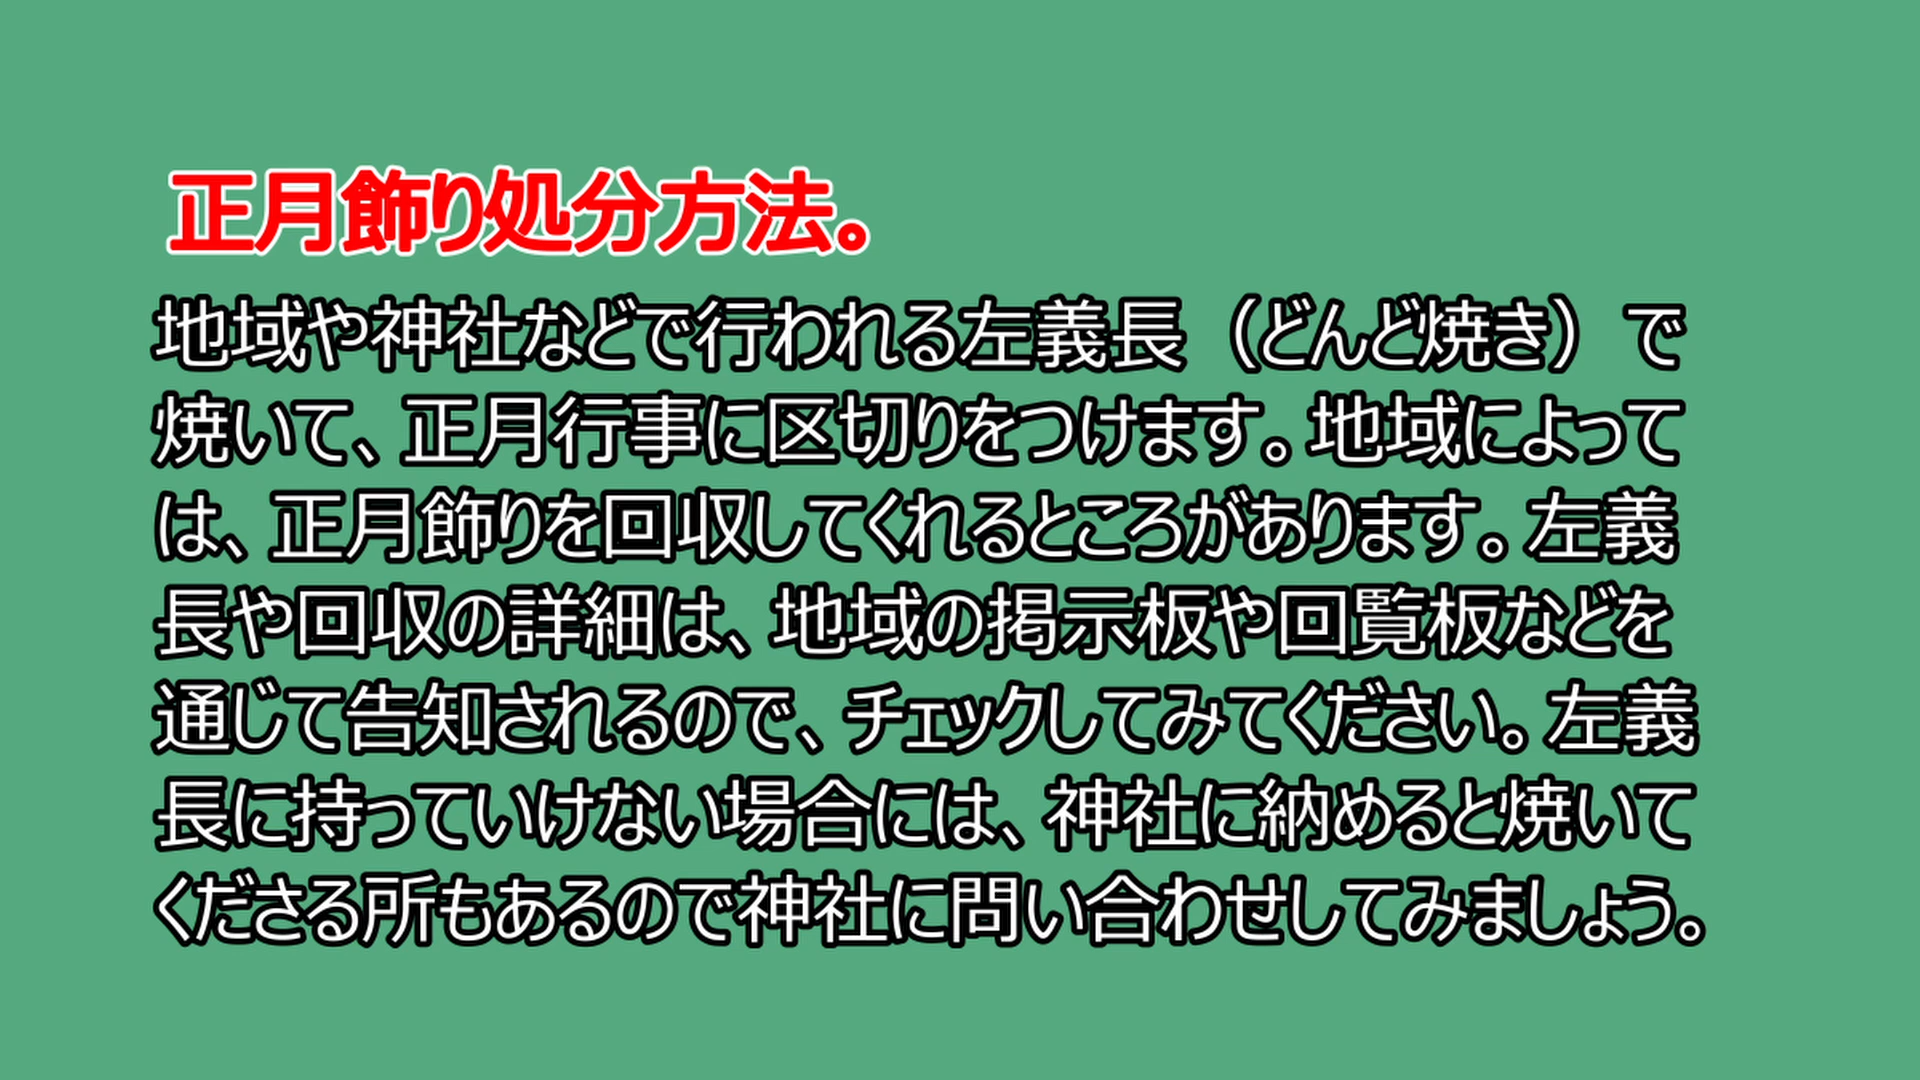 正月飾り処分方法。
地域や神社などで行われる左義長（どんど焼き）で
焼いて、正月行事に区切りをつけます。地域によって
は、正月飾りを回収してくれるところがあります。左義
長や回収の詳細は、地域の掲示板や回覧板などを
通じて告知されるので、チェックしてみてください。左義
長に持っていけない場合には、神社に納めると焼いて
くださる所もあるので神社に問い合わせしてみましょう。